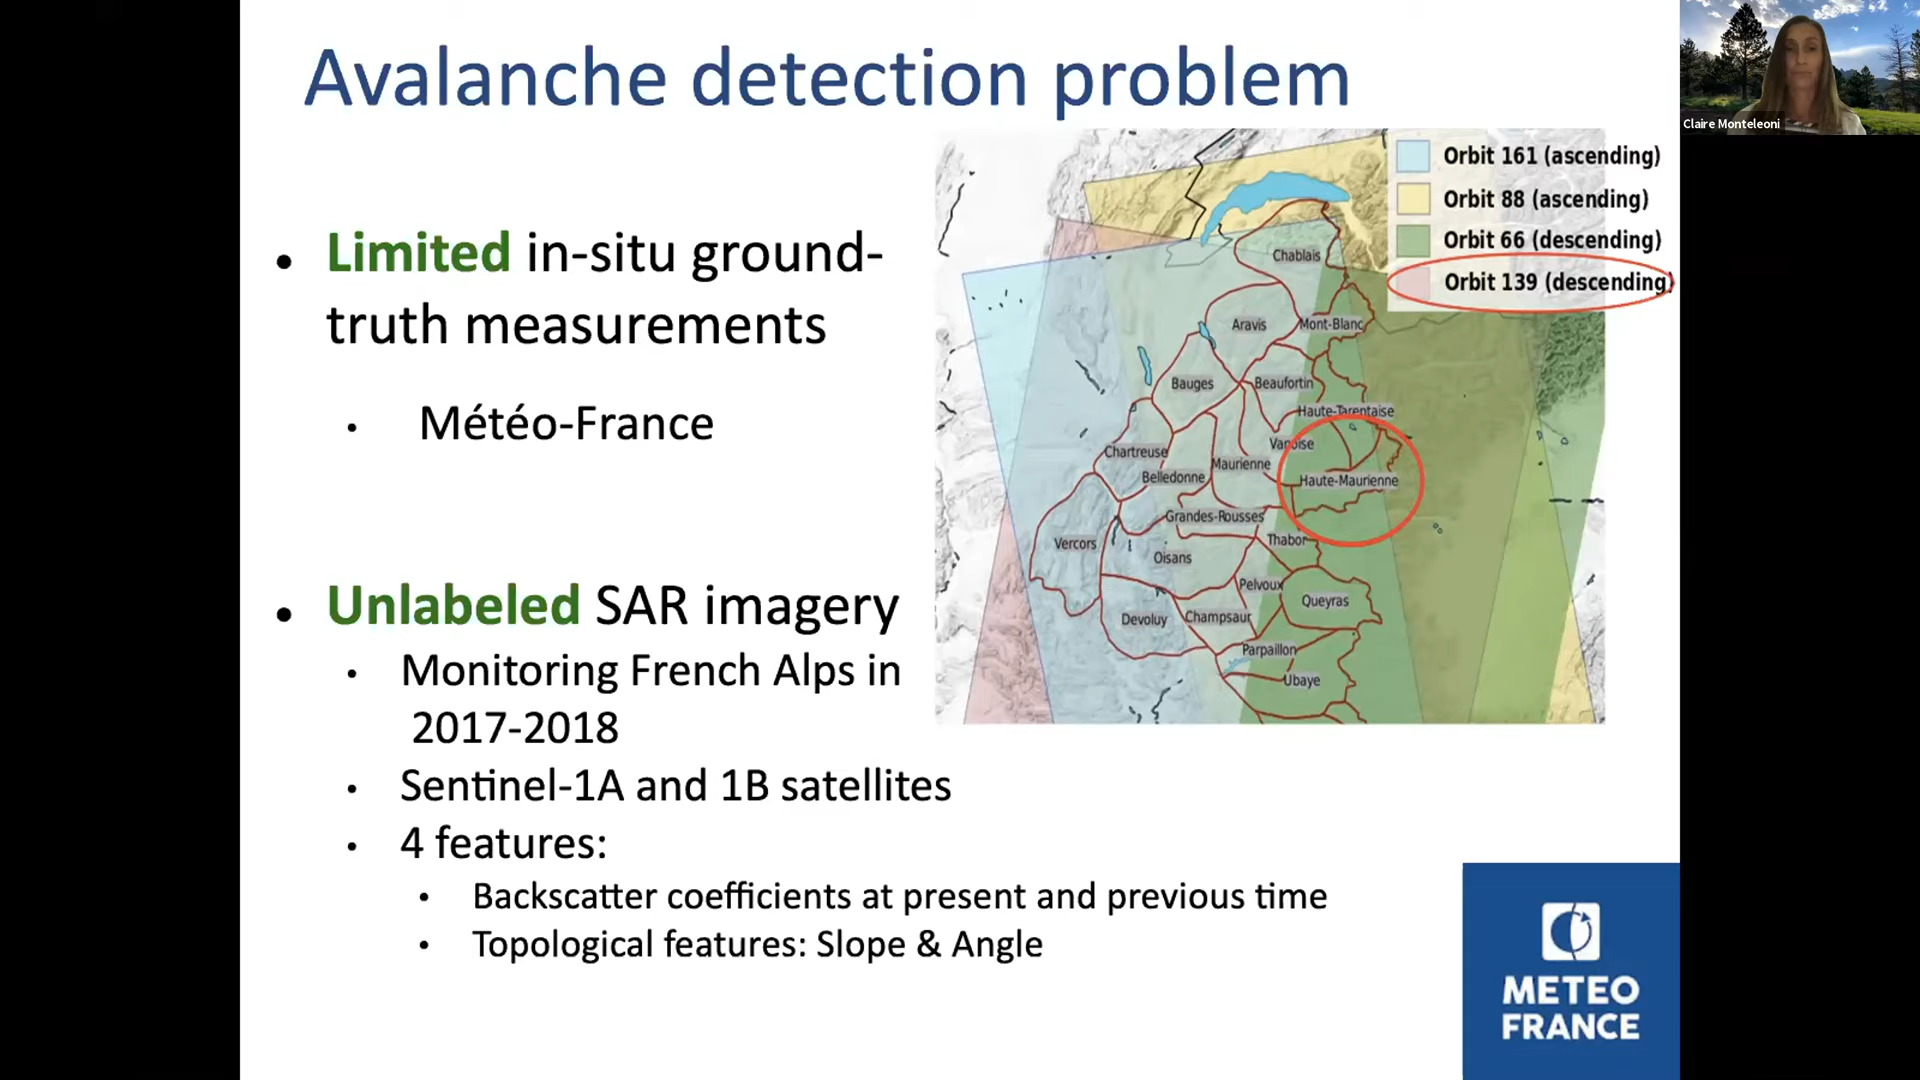 Avalanche detection problem
Claire Monteleoni
• Limited in-situ ground-
truth measurements
• Météo-France
• Unlabeled SAR imagery
• Monitoring French Alps in
2017-2018
• Sentinel-1A and 1B satellites
• 4 features:
• Backscatter coefficients at present and previous time
• Topological features: Slope & Angle
Orbit 161 (ascending)
Orbit 88 (ascending)
Orbit 66 (descending)
Orbit 139 (descending)
Chablais
Aravis
Mont-Blanc
Bauges
Beaufortin
Haute-Tarentaise
Vanoise
Chartreuse
Maurienne
Belledonne
Haute-Maurienne
Grandes-Rousses
Thabor
Vercors
Oisans
Pelvoux
Queyras
Devoluy
Champsaur
Parpaillon
Ubaye
METEO
FRANCE